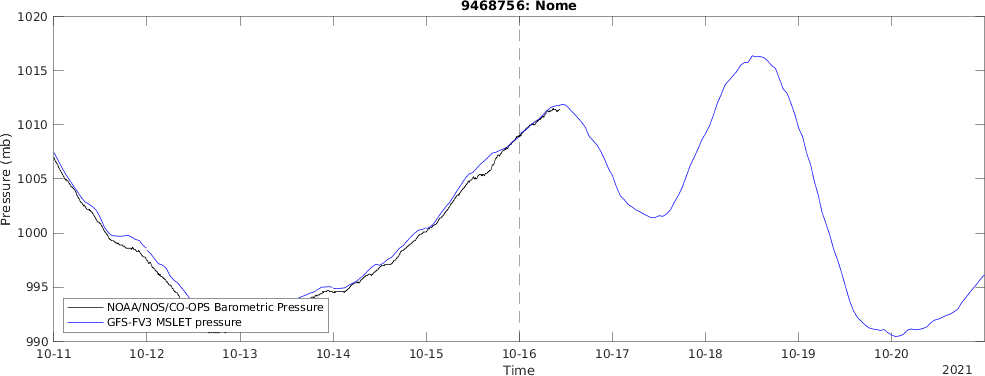 9468756: Nome
1020
1015
1010
1005
1000
995
990
Pressure (mb)
NOAA/NOS/CO-OPS Barometric Pressure
GFS-FV3 MSLET pressure
10-11 10-12 10-13 10-14 10-15 10-16 10-17 10-18 10-19 10-20
Time
2021